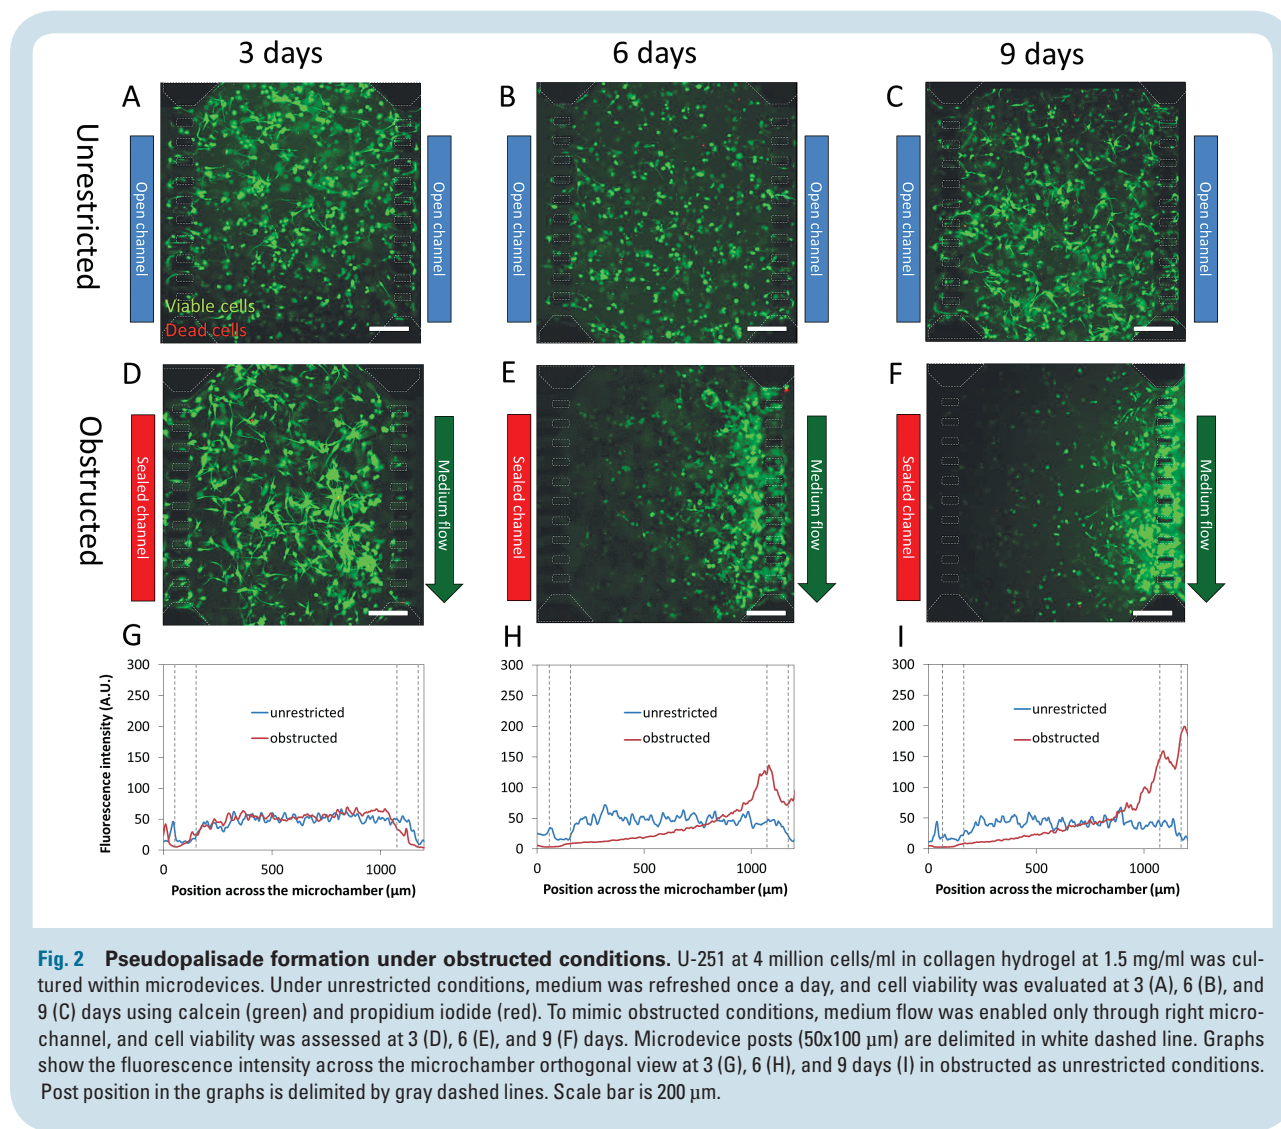 3 days
6 days
9 days
Unrestricted
A
B
C
Open channel
Open channel
Open channel
Open channel
Open channel
Open channel
Viable cells
Dead cells
Obstructed
D
E
F
Sealed channel
Medium flow
Sealed channel
Medium flow
Sealed channel
Medium flow
G
Fluorescence intensity (A.U.)
300
250
200
150
100
50
0
unrestricted
obstructed
0
500
1000
Position across the microchamber (μm)
H
300
250
200
150
100
50
0
unrestricted
obstructed
0
500
1000
Position across the microchamber (μm)
I
300
250
200
150
100
50
0
unrestricted
obstructed
0
500
1000
Position across the microchamber (μm)
Fig. 2 Pseudopalisade formation under obstructed conditions. U-251 at 4 million cells/ml in collagen hydrogel at 1.5 mg/ml was cul-
tured within microdevices. Under unrestricted conditions, medium was refreshed once a day, and cell viability was evaluated at 3 (A), 6 (B), and
9 (C) days using calcein (green) and propidium iodide (red). To mimic obstructed conditions, medium flow was enabled only through right micro-
channel, and cell viability was assessed at 3 (D), 6 (E), and 9 (F) days. Microdevice posts (50x100 μm) are delimited in white dashed line. Graphs
show the fluorescence intensity across the microchamber orthogonal view at 3 (G), 6 (H), and 9 days (I) in obstructed as unrestricted conditions.
Post position in the graphs is delimited by gray dashed lines. Scale bar is 200 μm.